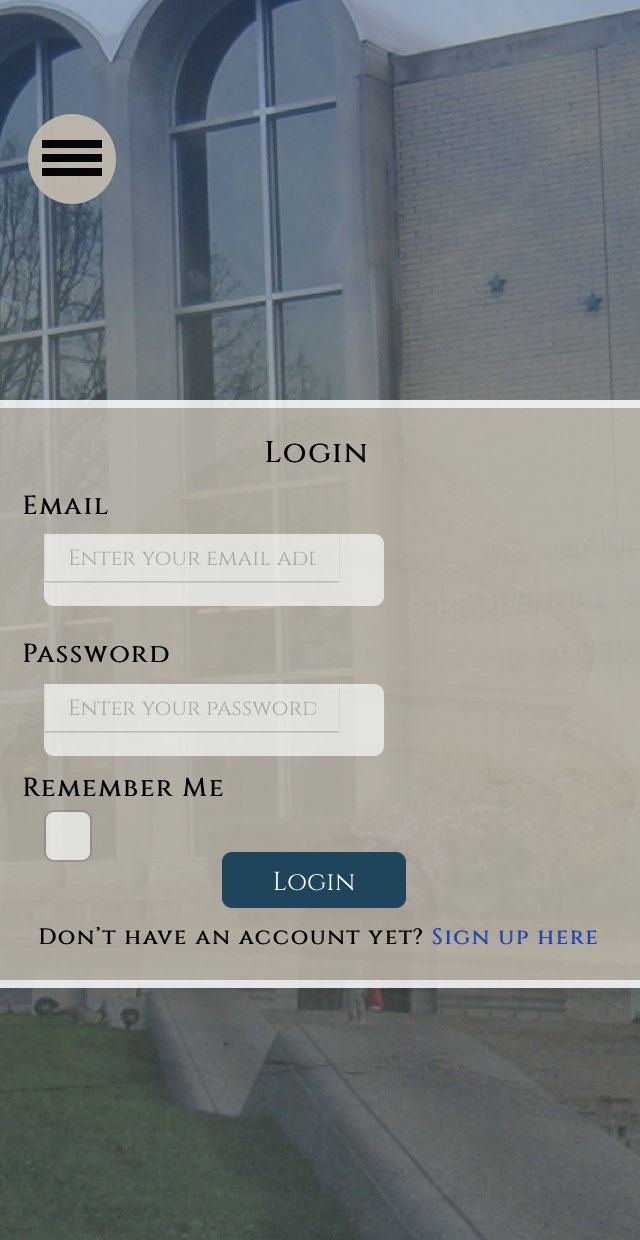 Login
Email
Enter your email add
Password
Enter your password
Remember Me
Login
Don't have an account yet? Sign up here